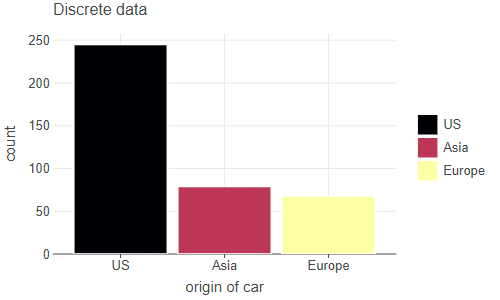 Discrete data
250
200
150
100
50
0
count
US
Asia
Europe
origin of car
US
Asia
Europe